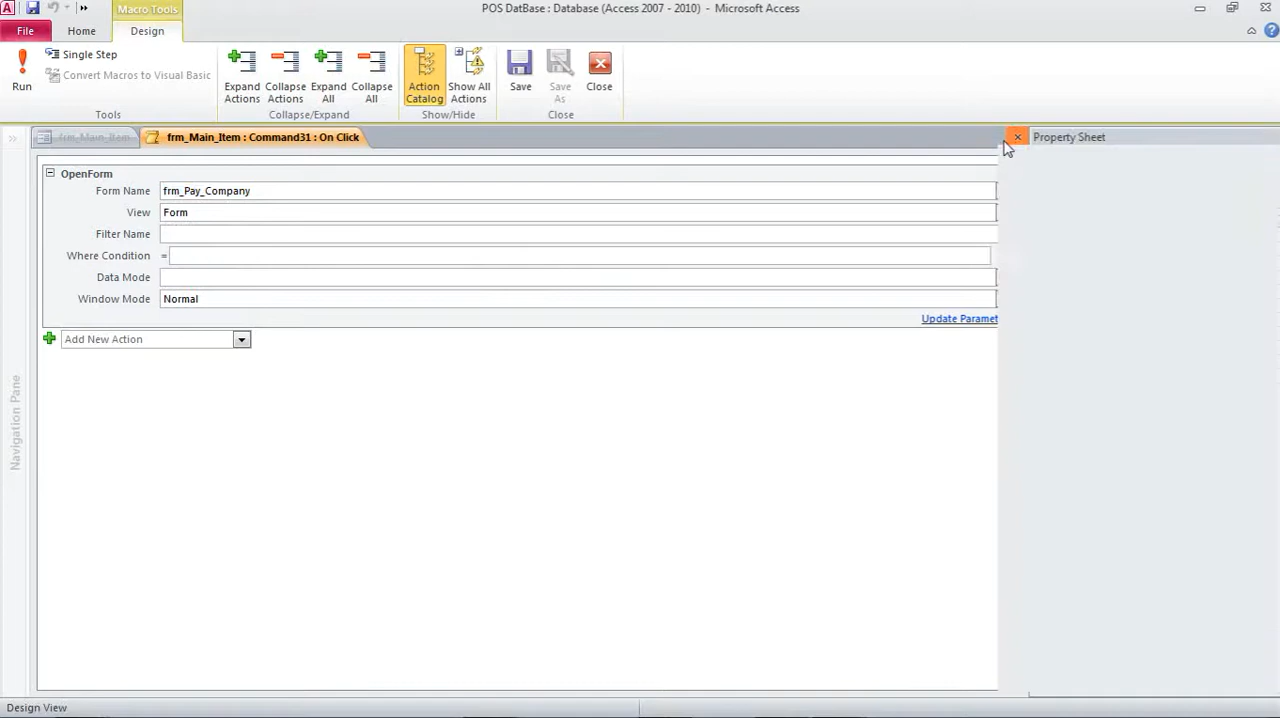 Macro Tools
POS DatBase : Database (Access 2007 - 2010) - Microsoft Access
File
Home
Design
Run
Single Step
Convert Macros to Visual Basic
Tools
Expand Actions
Collapse Actions
Expand All
Collapse All
Collapse/Expand
Action Catalog
Show All Actions
Show/Hide
Save
Save As
Close
Close
frm_Main_Item
frm_Main_Item : Command31 : On Click
Property Sheet
OpenForm
Form Name frm_Pay_Company
View Form
Filter Name
Where Condition =
Data Mode
Window Mode Normal
Update Paramet
Add New Action
Navigation Pane
Design View